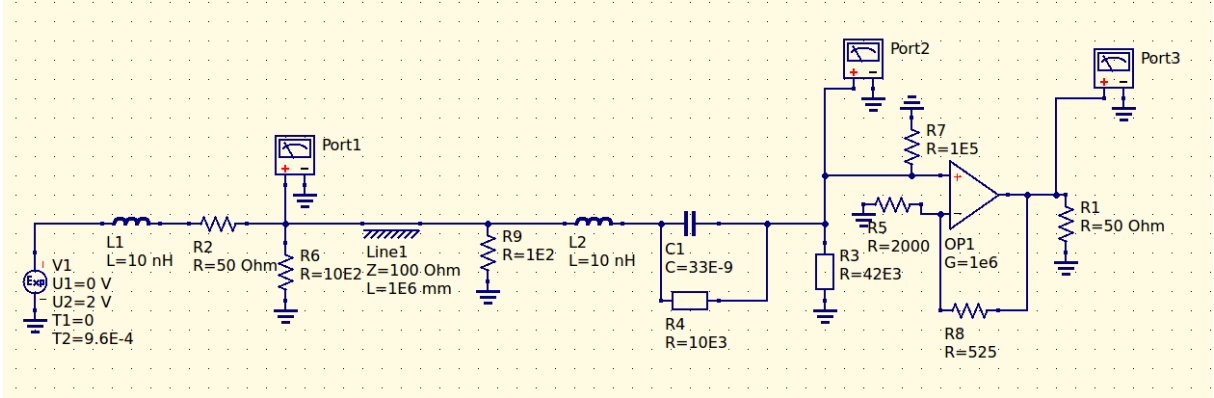 Port2
+ −
Port3
+ −
Port1
+ −
R7
R=1E5
+
−
L1
L=10 nH
R2
R=50 Ohm
R6
R=10E2
Line1
Z=100 Ohm
L=1E6 mm
R9
R=1E2
L2
L=10 nH
C1
C=33E-9
R4
R=10E3
R3
R=42E3
R5
R=2000
OP1
G=1e6
R1
R=50 Ohm
R8
R=525
Exp
V1
U1=0 V
U2=2 V
T1=0
T2=9.6E-4